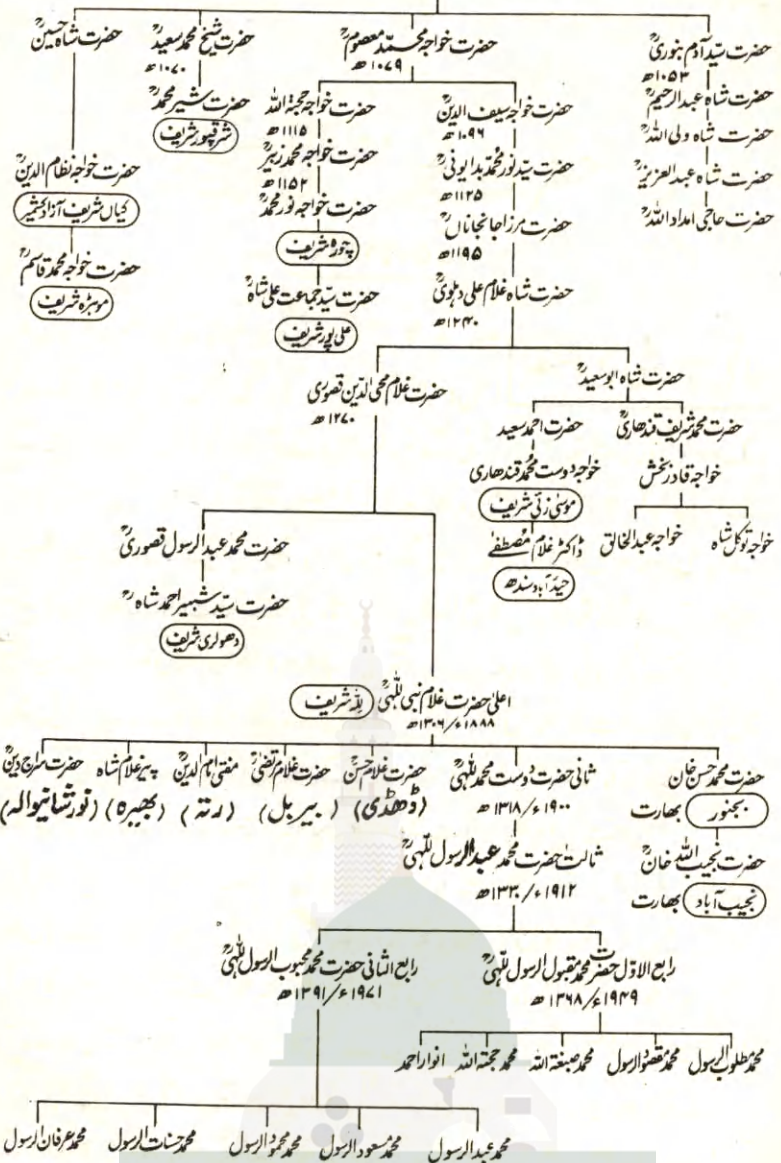 حضرت سید آدم بنوریؒ
۱۰۵۳ھ
حضرت شاہ عبدالرحیمؒ
حضرت شاہ ولی اللہؒ
حضرت شاہ عبدالعزیزؒ
حضرت حاجی امداد اللہؒ
حضرت خواجہ محمد معصومؒ
۱۰۷۹ھ
حضرت خواجہ سیف الدینؒ
۱۰۹۶ھ
حضرت سید نور محمد بدایونیؒ
۱۱۲۵ھ
حضرت مرزا جانجاناںؒ
۱۱۹۵ھ
حضرت شاہ غلام علی دہلویؒ
۱۲۴۰ھ
حضرت خواجہ حجۃ اللہ
۱۱۱۵ھ
حضرت خواجہ محمد زبیرؒ
۱۱۵۲ھ
حضرت خواجہ نور محمدؒ
چورہ شریف
حضرت سید جماعت علی شاہؒ
علی پور شریف
حضرت شیخ محمد سعیدؒ
۱۰۷۰ھ
حضرت شیر محمدؒ
شرقپور شریف
حضرت شاہ حسینؒ
حضرت خواجہ نظام الدینؒ
کیاں شریف آزاد کشمیر
حضرت خواجہ محمد قاسمؒ
موہڑہ شریف
حضرت شاہ ابو سعیدؒ
حضرت محمد شریف قندھاریؒ
خواجہ قادر بخش
خواجہ توکل شاہ
خواجہ عبدالخالق
حضرت احمد سعید
خواجہ دوست محمد قندھاری
موسیٰ زئی شریف
ڈاکٹر غلام مصطفےٰ
حیدرآباد سندھ
حضرت غلام محی الدین قصوری
۱۲۷۰ھ
حضرت محمد عبدالرسول قصوریؒ
حضرت سید شبیر احمد شاہؒ
دھولری شریف
اعلیٰ حضرت غلام نبی للّٰہیؒ للّٰہ شریف
۱۸۸۸ء/۱۳۰۶ھ
حضرت محمد حسن خان
بجنور بھارت
حضرت نجیب اللہ خانؒ
نجیب آباد بھارت
ثانی حضرت دوست محمد للّٰہیؒ
۱۹۰۰ء/۱۳۱۸ھ
ثالث حضرت محمد عبدالرسول للّٰہیؒ
۱۹۱۲ء/۱۳۳۰ھ
حضرت غلام حسنؒ
(ڈھڈی)
حضرت غلام مرتضیٰؒ
(بیربل)
مفتی امام الدینؒ
(رتہ)
پیر غلام شاہ
(بھیرہ)
حضرت سراج دینؒ
(نورشانیوالہ)
رابع الاوّل حضرت محمد مقبول الرسول للّٰہیؒ
۱۹۴۹ء/۱۳۶۸ھ
رابع الثانی حضرت محمد محبوب الرسول للّٰہیؒ
۱۹۷۱ء/۱۳۹۱ھ
محمد مطلوب الرسول محمد مقصود الرسول محمد صبغۃ اللہ محمد حجۃ اللہ انوار احمد
محمد عبدالرسول محمد مسعود الرسول محمد محمود الرسول محمد حسنات الرسول محمد عرفان الرسول